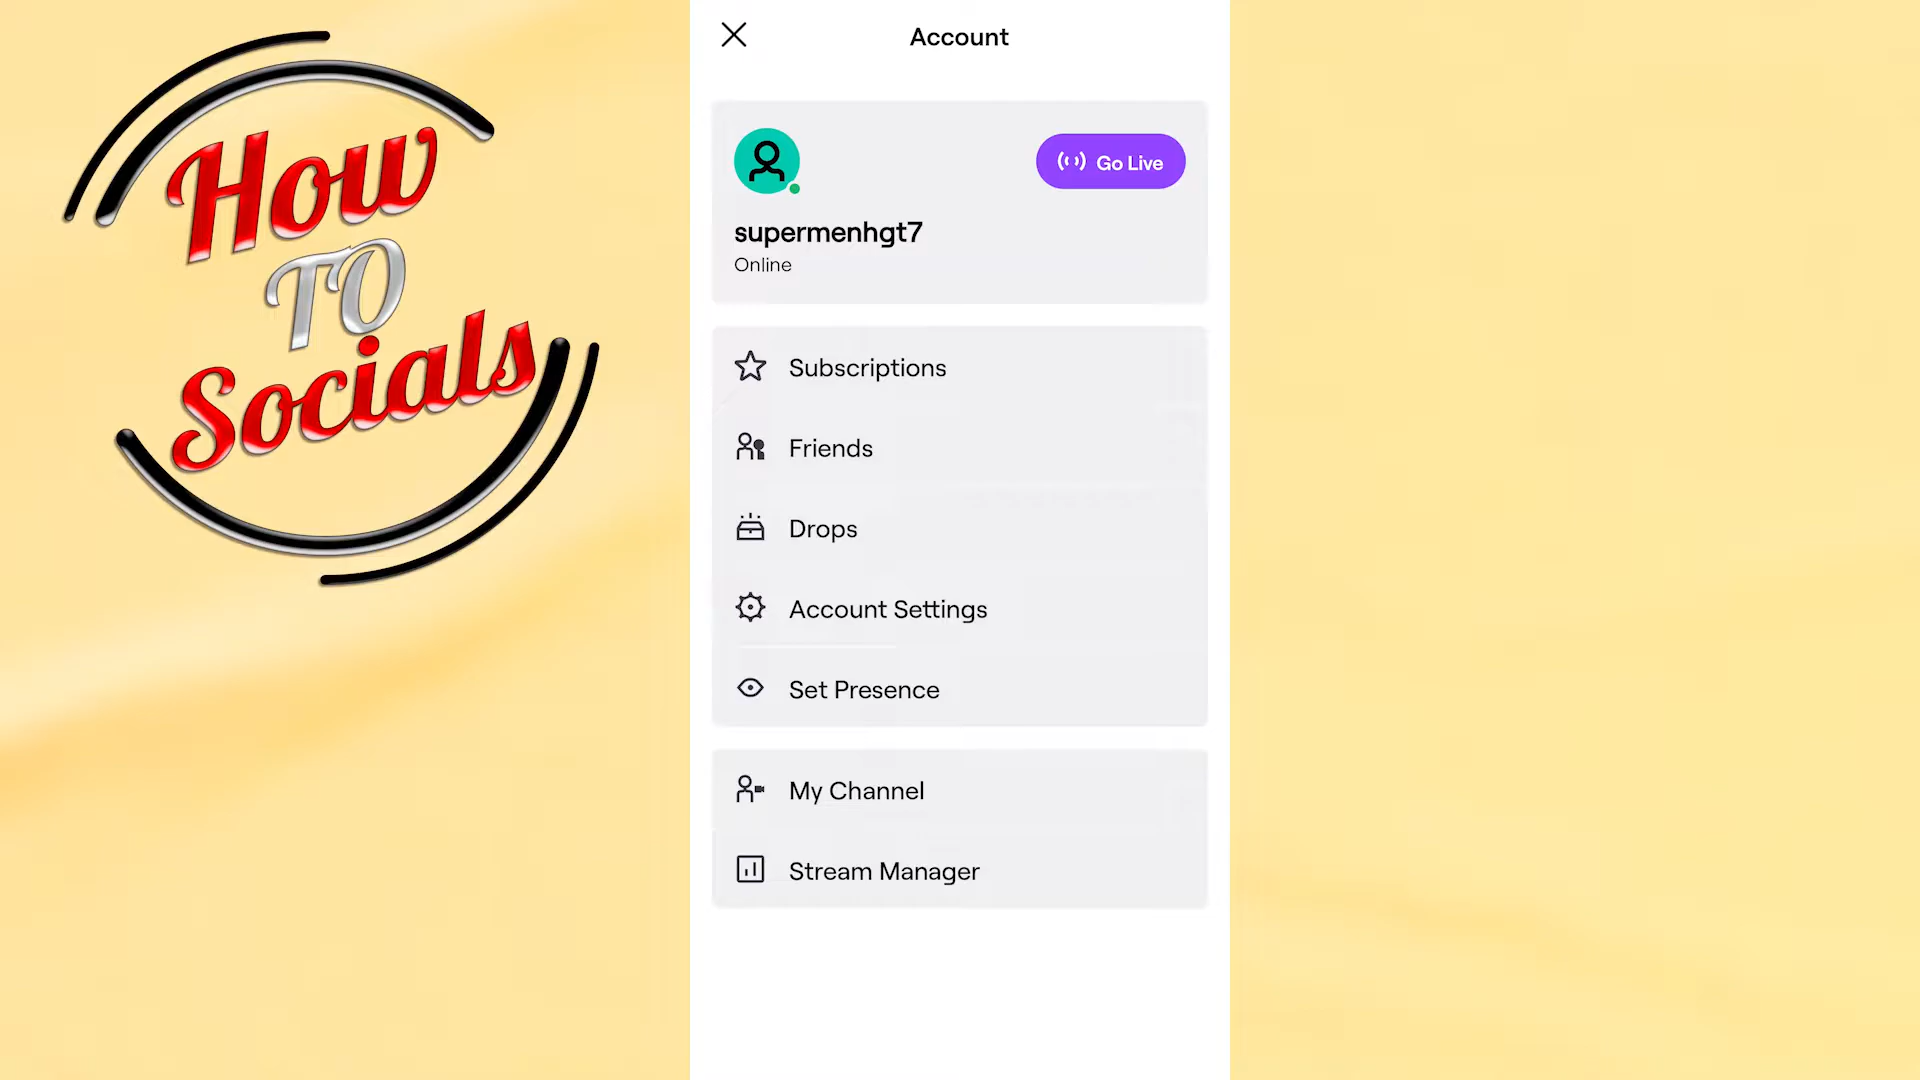 How
TO
Socials
Account
Go Live
supermenhgt7
Online
Subscriptions
Friends
Drops
Account Settings
Set Presence
My Channel
Stream Manager